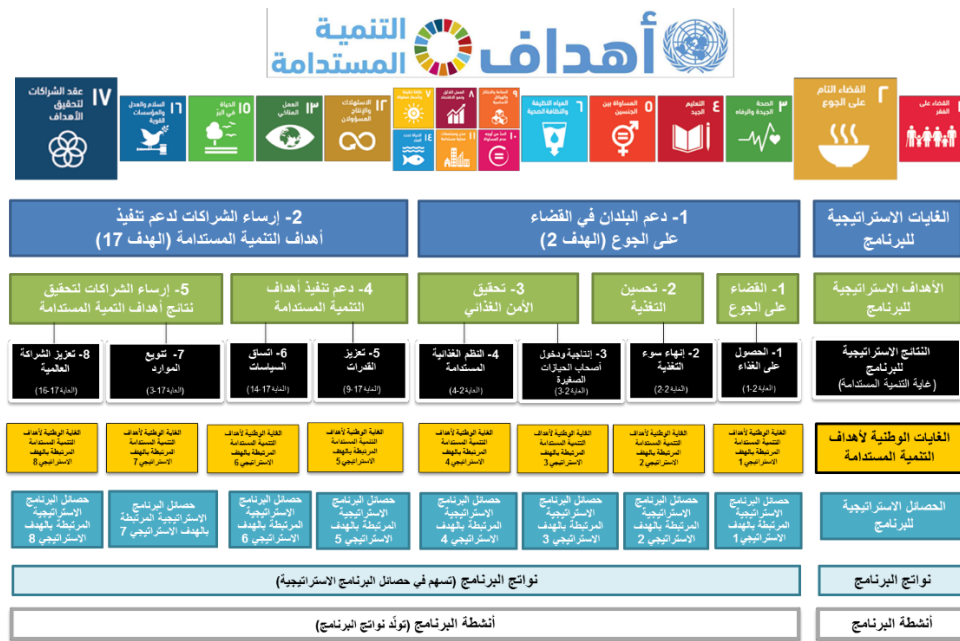 أهداف
التنمية
المستدامة
القضاء على
الفقر
٢
القضاء التام
على الجوع
٣
الصحة
الجيدة والرفاه
٤
التعليم
الجيد
٥
المساواة بين
الجنسين
٦
المياه النظيفة
والنظافة الصحية
٧
٨
٩
١٠
١١
١٤
١٢
الاستهلاك
والإنتاج
المسؤولان
١٣
العمل
المناخي
١٥
الحياة
في البر
١٦
السلام والعدل
والمؤسسات
القوية
١٧
عقد الشراكات
لتحقيق
الأهداف
الغايات الاستراتيجية
للبرنامج
1- دعم البلدان في القضاء
على الجوع (الهدف 2)
2- إرساء الشراكات لدعم تنفيذ
أهداف التنمية المستدامة (الهدف 17)
الأهداف الاستراتيجية
للبرنامج
1- القضاء
على الجوع
2- تحسين
التغذية
3- تحقيق
الأمن الغذائي
4- دعم تنفيذ أهداف
التنمية المستدامة
5- إرساء الشراكات لتحقيق
نتائج أهداف التمية المستدامة
النتائج الاستراتيجية
للبرنامج
(غاية التنمية المستدامة)
1- الحصول
على الغذاء
(الغاية 2-1)
2- إنهاء سوء
التغذية
(الغاية 2-2)
3- إنتاجية ودخول
أصحاب الحيازات
الصغيرة
(الغاية 2-3)
4- النظم الغذائية
المستدامة
(الغاية 2-4)
5- تعزيز
القدرات
(الغاية 17-9)
6- اتساق
السياسات
(الغاية 17-14)
7- تنويع
الموارد
(الغاية 17-3)
8- تعزيز الشراكة
العالمية
(الغاية 17-16)
الغايات الوطنية لأهداف
التنمية المستدامة
الغاية الوطنية لأهداف
التنمية المستدامة
المرتبطة بالهدف
الاستراتيجي 1
الغاية الوطنية لأهداف
التنمية المستدامة
المرتبطة بالهدف
الاستراتيجي 2
الغاية الوطنية لأهداف
التنمية المستدامة
المرتبطة بالهدف
الاستراتيجي 3
الغاية الوطنية لأهداف
التنمية المستدامة
المرتبطة بالهدف
الاستراتيجي 4
الغاية الوطنية لأهداف
التنمية المستدامة
المرتبطة بالهدف
الاستراتيجي 5
الغاية الوطنية لأهداف
التنمية المستدامة
المرتبطة بالهدف
الاستراتيجي 6
الغاية الوطنية لأهداف
التنمية المستدامة
المرتبطة بالهدف
الاستراتيجي 7
الغاية الوطنية لأهداف
التنمية المستدامة
المرتبطة بالهدف
الاستراتيجي 8
الحصائل الاستراتيجية
للبرنامج
حصائل البرنامج
الاستراتيجية
المرتبطة بالهدف
الاستراتيجي 1
حصائل البرنامج
الاستراتيجية
المرتبطة بالهدف
الاستراتيجي 2
حصائل البرنامج
الاستراتيجية
المرتبطة بالهدف
الاستراتيجي 3
حصائل البرنامج
الاستراتيجية
المرتبطة بالهدف
الاستراتيجي 4
حصائل البرنامج
الاستراتيجية
المرتبطة بالهدف
الاستراتيجي 5
حصائل البرنامج
الاستراتيجية
المرتبطة بالهدف
الاستراتيجي 6
حصائل البرنامج
الاستراتيجية المرتبطة
بالهدف الاستراتيجي 7
حصائل البرنامج
الاستراتيجية
المرتبطة بالهدف
الاستراتيجي 8
نواتج البرنامج
نواتج البرنامج (تسهم في حصائل البرنامج الاستراتيجية)
أنشطة البرنامج
أنشطة البرنامج (تولّد نواتج البرنامج)